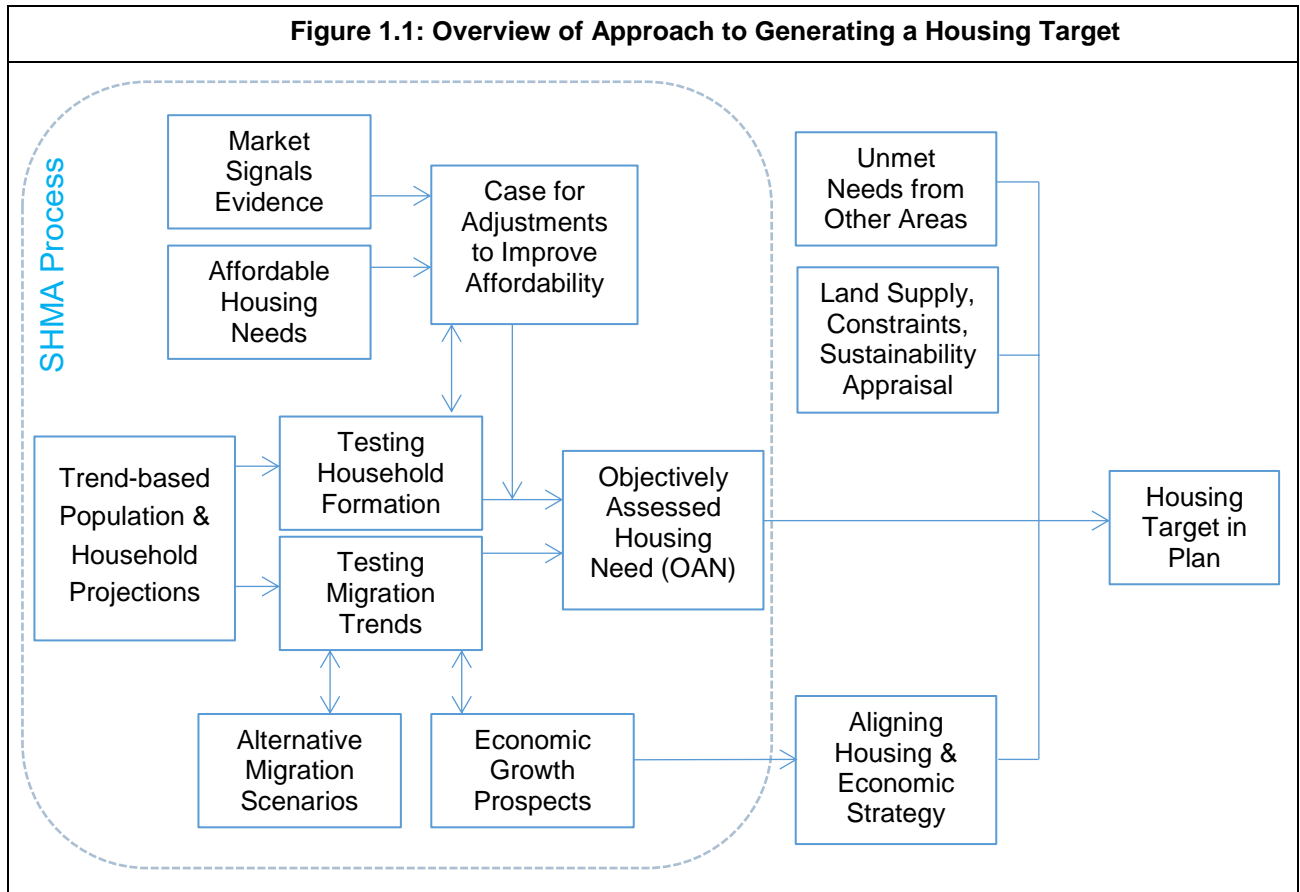 Figure 1.1: Overview of Approach to Generating a Housing Target
SHMA Process
Market
Signals
Evidence
Affordable
Housing
Needs
Case for
Adjustments
to Improve
Affordability
Unmet
Needs from
Other Areas
Land Supply,
Constraints,
Sustainability
Appraisal
Trend-based
Population &
Household
Projections
Testing
Household
Formation
Testing
Migration
Trends
Objectively
Assessed
Housing
Need (OAN)
Housing
Target in
Plan
Alternative
Migration
Scenarios
Economic
Growth
Prospects
Aligning
Housing &
Economic
Strategy